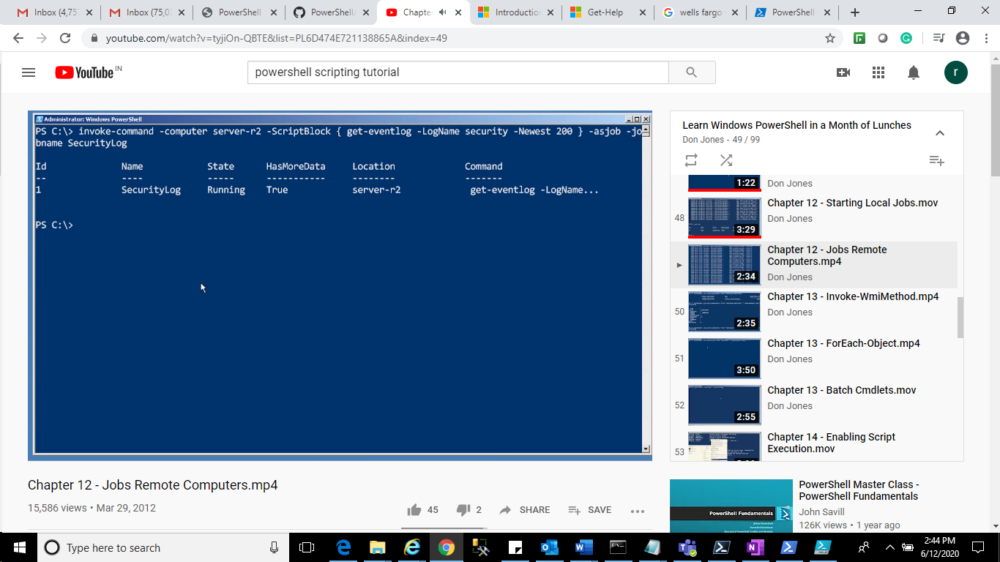 Inbox (4,75
Inbox (75,0
PowerShell
PowerShell/
Chapte
Introduction
Get-Help
wells fargo
PowerShell
youtube.com/watch?v=tyjiOn-QBTE&list=PL6D474E721138865A&index=49
YouTube IN
powershell scripting tutorial
r
Administrator: Windows PowerShell
PS C:\> invoke-command -computer server-r2 -ScriptBlock { get-eventlog -LogName security -Newest 200 } -asjob -jo
bname SecurityLog
Id Name State HasMoreData Location Command
-- ---- ----- ----------- -------- -------
1 SecurityLog Running True server-r2 get-eventlog -LogName...
PS C:\>
Chapter 12 - Jobs Remote Computers.mp4
15,586 views • Mar 29, 2012
45
2
SHARE
SAVE
Learn Windows PowerShell in a Month of Lunches
Don Jones - 49 / 99
1:22
Don Jones
48
3:29
Chapter 12 - Starting Local Jobs.mov
Don Jones
2:34
Chapter 12 - Jobs Remote
Computers.mp4
Don Jones
50
2:35
Chapter 13 - Invoke-WmiMethod.mp4
Don Jones
51
3:50
Chapter 13 - ForEach-Object.mp4
Don Jones
52
2:55
Chapter 13 - Batch Cmdlets.mov
Don Jones
53
Chapter 14 - Enabling Script
Execution.mov
PowerShell Fundamentals
PowerShell Master Class -
PowerShell Fundamentals
John Savill
126K views • 1 year ago
Type here to search
2:44 PM
6/12/2020